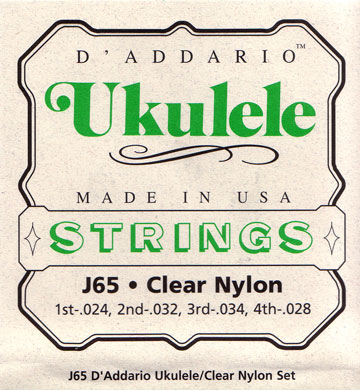 D'ADDARIO™
Ukulele
MADE IN USA
STRINGS
J65 • Clear Nylon
1st-.024, 2nd-.032, 3rd-.034, 4th-.028
J65 D'Addario Ukulele/Clear Nylon Set